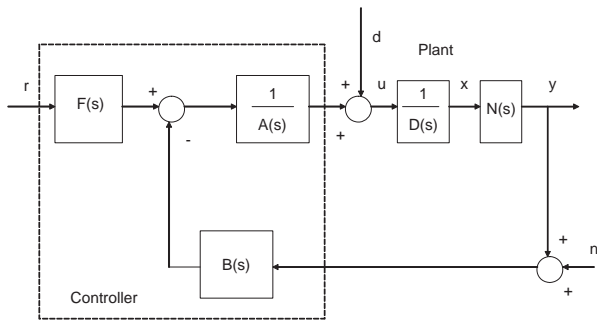 d
Plant
r
F(s)
+
-
1
A(s)
+
+
u
1
D(s)
x
N(s)
y
B(s)
+
+
n
Controller